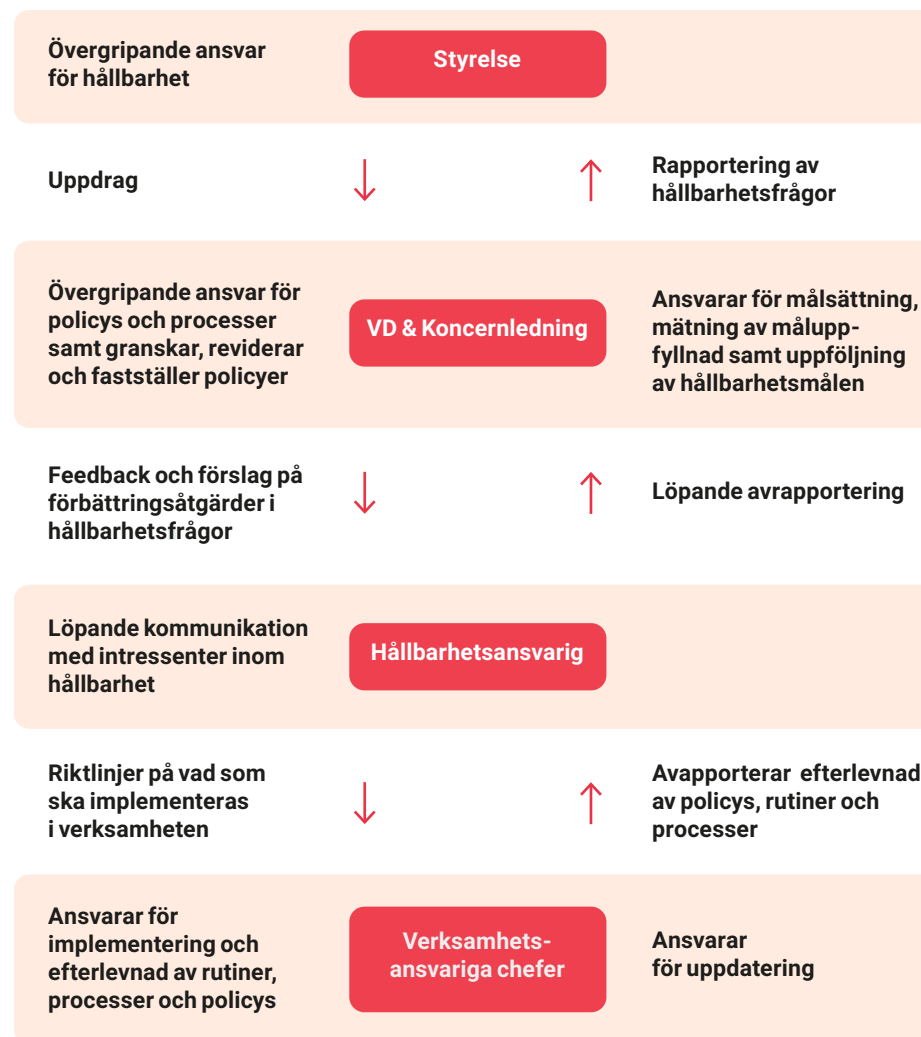 Övergripande ansvar
för hållbarhet
Styrelse
Uppdrag
Rapportering av
hållbarhetsfrågor
Övergripande ansvar för
policys och processer
samt granskar, reviderar
och fastställer policyer
VD & Koncernledning
Ansvarar för målsättning,
mätning av målupp-
fyllnad samt uppföljning
av hållbarhetsmålen
Feedback och förslag på
förbättringsåtgärder i
hållbarhetsfrågor
Löpande avrapportering
Löpande kommunikation
med intressenter inom
hållbarhet
Hållbarhetsansvarig
Riktlinjer på vad som
ska implementeras
i verksamheten
Avapporterar efterlevnad
av policys, rutiner och
processer
Ansvarar för
implementering och
efterlevnad av rutiner,
processer och policys
Verksamhets-
ansvariga chefer
Ansvarar
för uppdatering